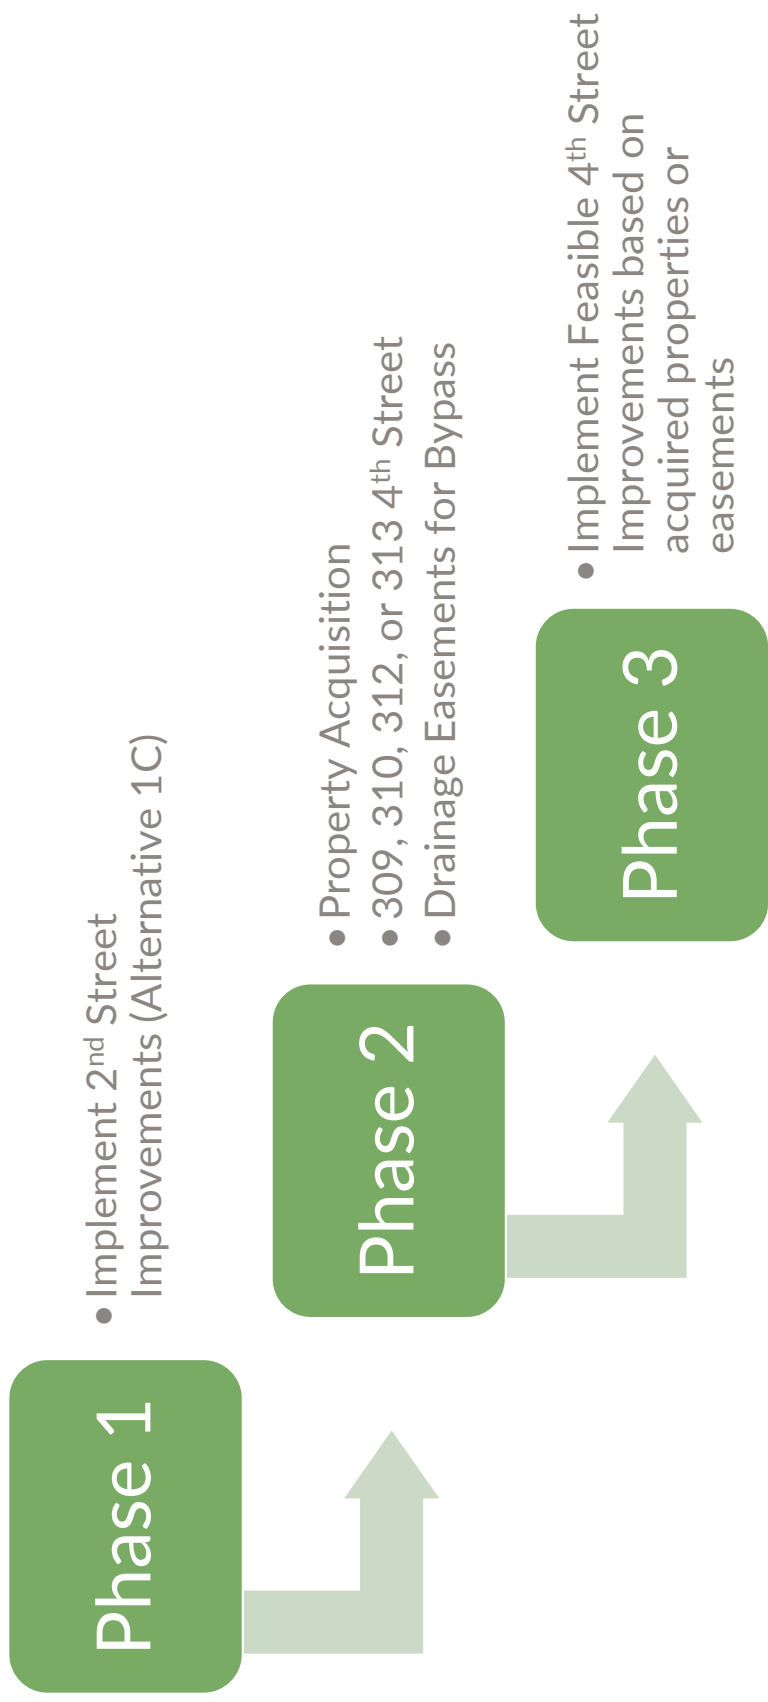 Phase 1
• Implement 2nd Street
Improvements (Alternative 1C)
Phase 2
• Property Acquisition
• 309, 310, 312, or 313 4th Street
• Drainage Easements for Bypass
Phase 3
• Implement Feasible 4th Street
Improvements based on
acquired properties or
easements